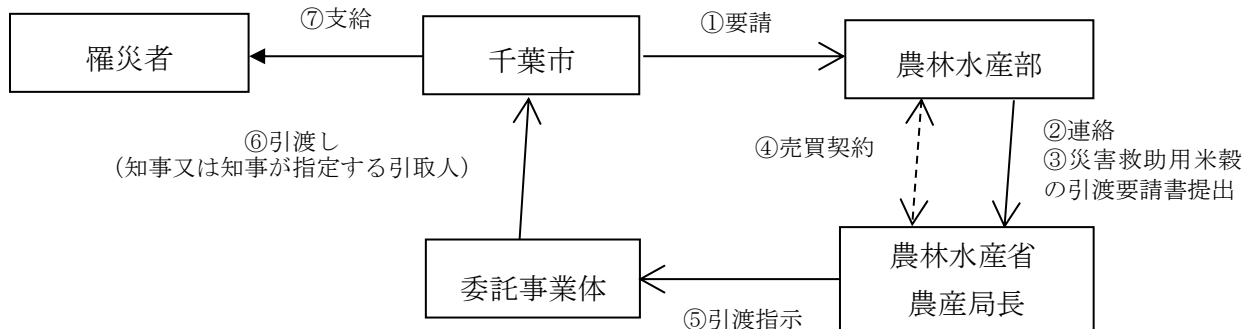 ⑦支給
①要請
罹災者
千葉市
農林水産部
⑥引渡し
（知事又は知事が指定する引取人）
④売買契約
②連絡
③災害救助用米穀
の引渡要請書提出
委託事業体
農林水産省
農産局長
⑤引渡指示